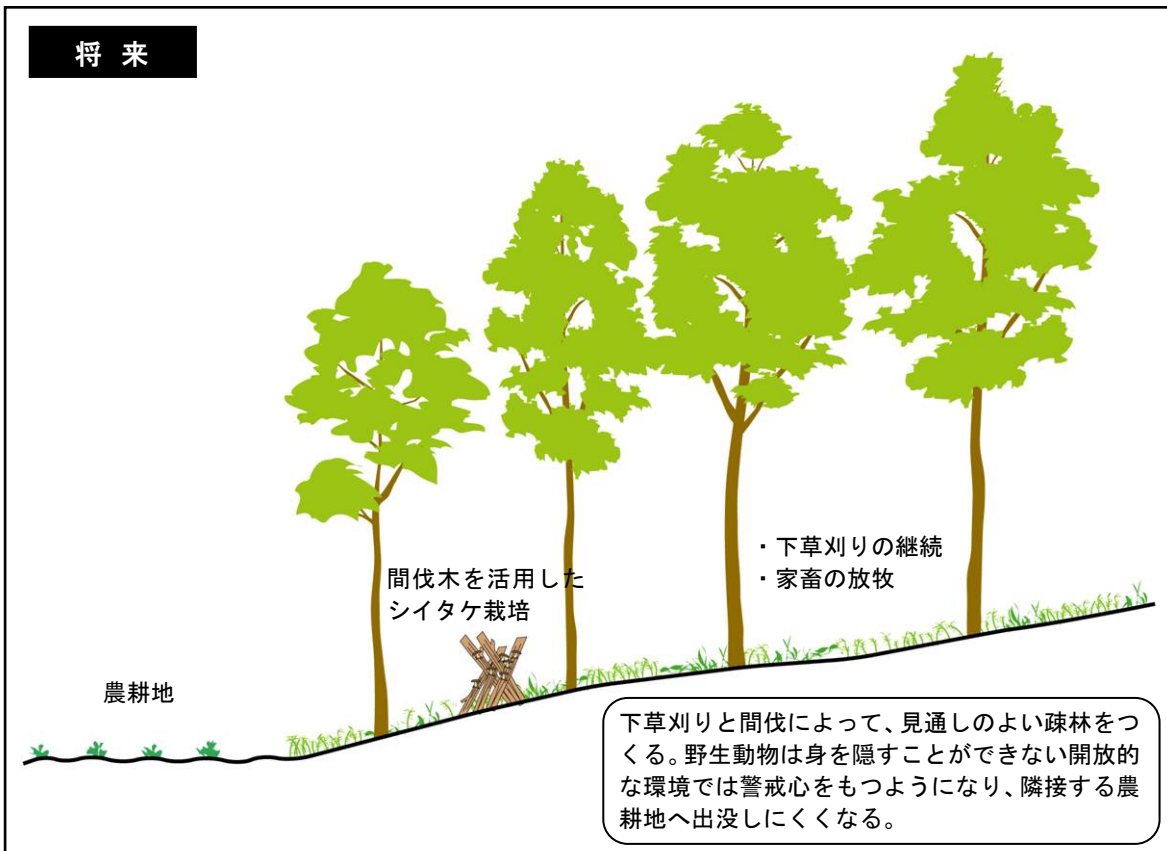 将来
・下草刈りの継続
・家畜の放牧
間伐木を活用した
シイタケ栽培
農耕地
下草刈りと間伐によって、見通しのよい疎林をつ
くる。野生動物は身を隠すことができない開放的
な環境では警戒心をもつようになり、隣接する農
耕地へ出没しにくくなる。